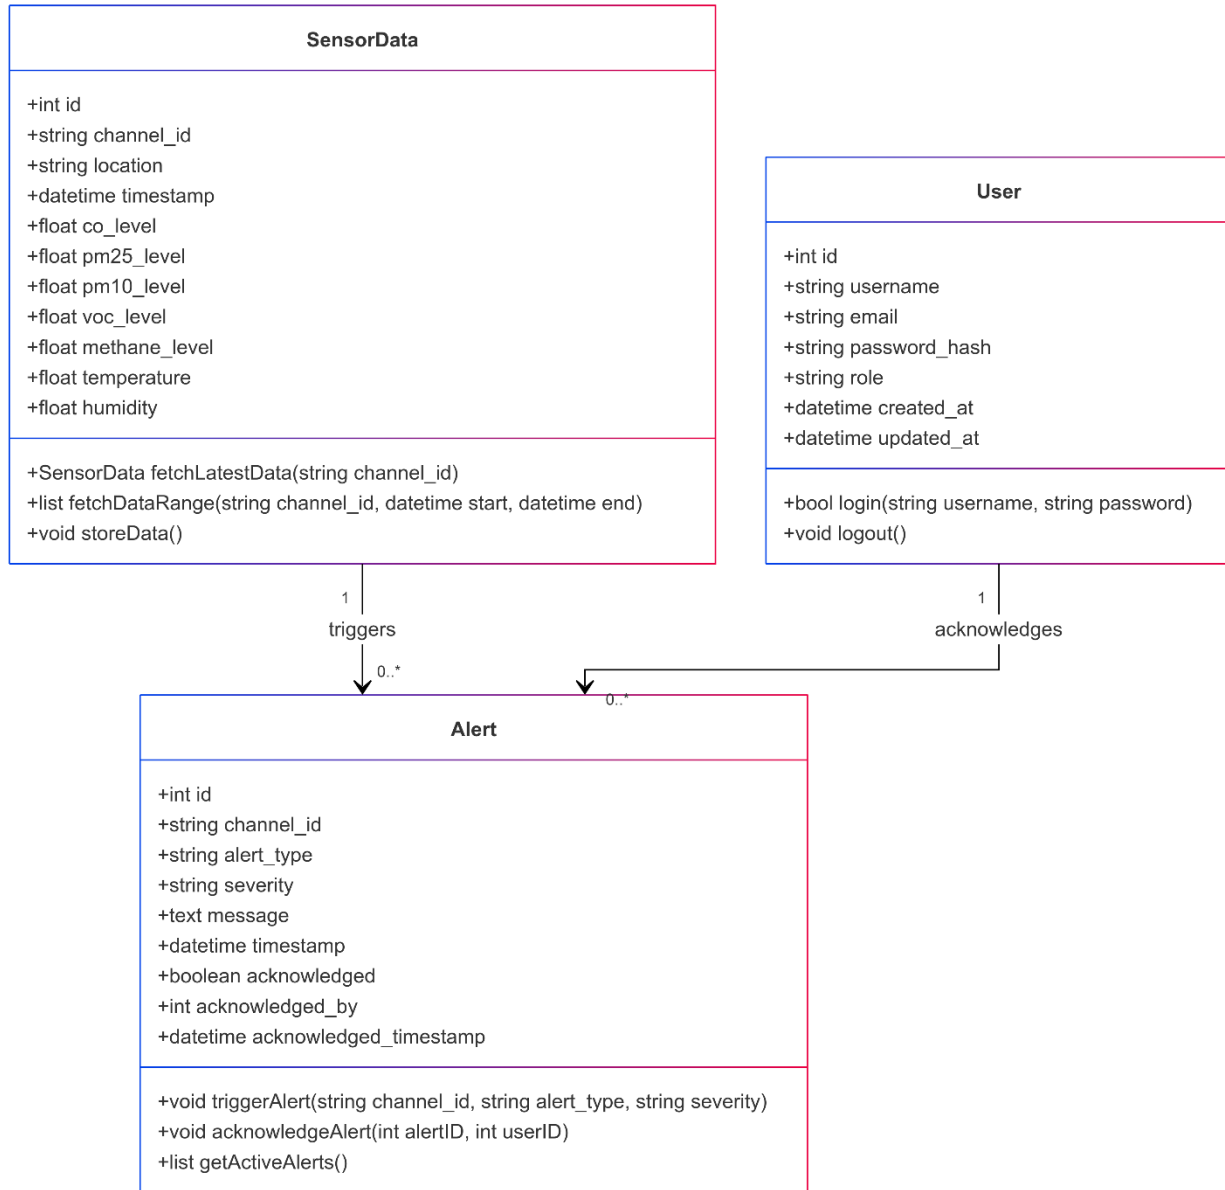 SensorData
+int id
+string channel_id
+string location
+datetime timestamp
+float co_level
+float pm25_level
+float pm10_level
+float voc_level
+float methane_level
+float temperature
+float humidity
+SensorData fetchLatestData(string channel_id)
+list fetchDataRange(string channel_id, datetime start, datetime end)
+void storeData()
User
+int id
+string username
+string email
+string password_hash
+string role
+datetime created_at
+datetime updated_at
+bool login(string username, string password)
+void logout()
1
triggers
0..*
1
acknowledges
0..*
Alert
+int id
+string channel_id
+string alert_type
+string severity
+text message
+datetime timestamp
+boolean acknowledged
+int acknowledged_by
+datetime acknowledged_timestamp
+void triggerAlert(string channel_id, string alert_type, string severity)
+void acknowledgeAlert(int alertID, int userID)
+list getActiveAlerts()